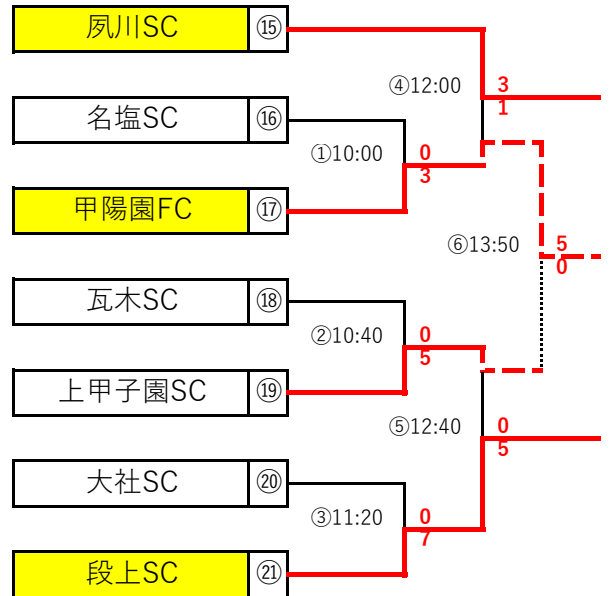 夙川SC ⑮
④12:00 3
1
名塩SC ⑯
①10:00 0
3
甲陽園FC ⑰
⑥13:50 5
0
瓦木SC ⑱
②10:40 0
5
上甲子園SC ⑲
⑤12:40 0
5
大社SC ⑳
③11:20 0
7
段上SC ㉑